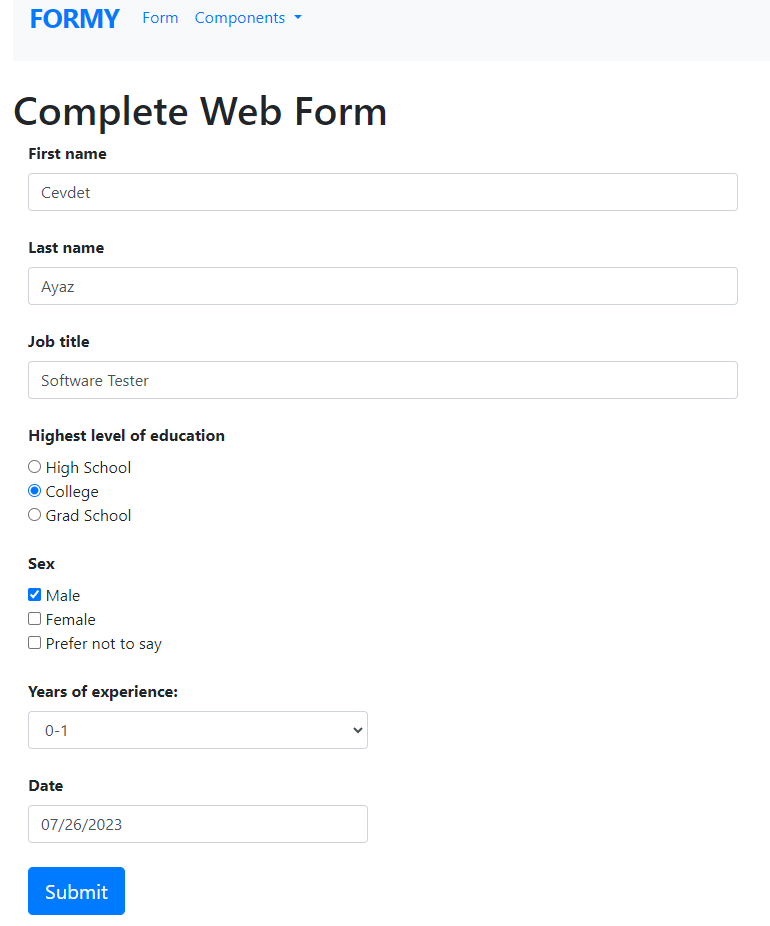 FORMY Form Components
Complete Web Form
First name
Cevdet
Last name
Ayaz
Job title
Software Tester
Highest level of education
High School
College
Grad School
Sex
Male
Female
Prefer not to say
Years of experience:
0-1
Date
07/26/2023
Submit